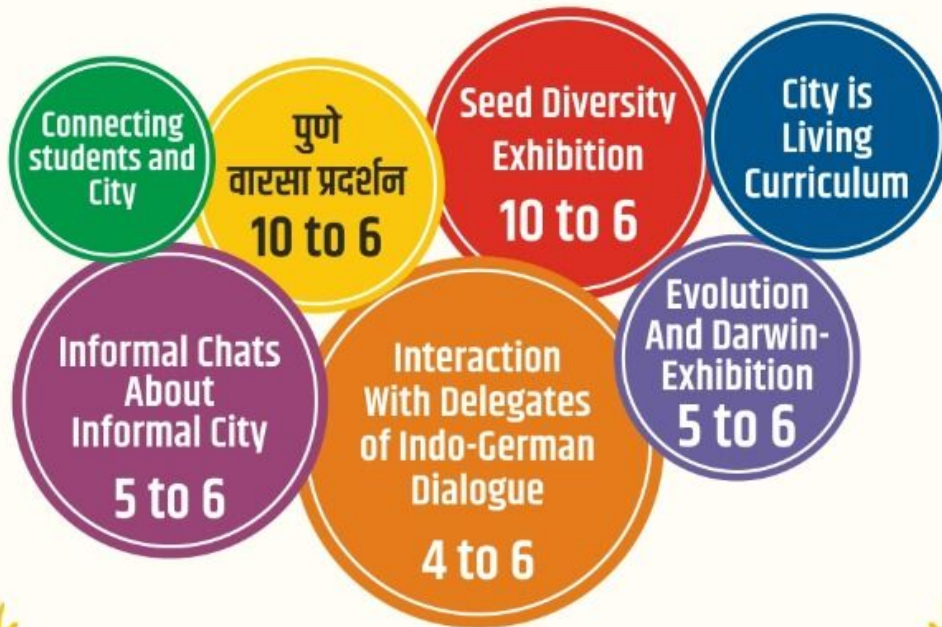 Connecting
students and
City
पुणे
वारसा प्रदर्शन
10 to 6
Seed Diversity
Exhibition
10 to 6
City is
Living
Curriculum
Informal Chats
About
Informal City
5 to 6
Interaction
With Delegates
of Indo-German
Dialogue
4 to 6
Evolution
And Darwin-
Exhibition
5 to 6